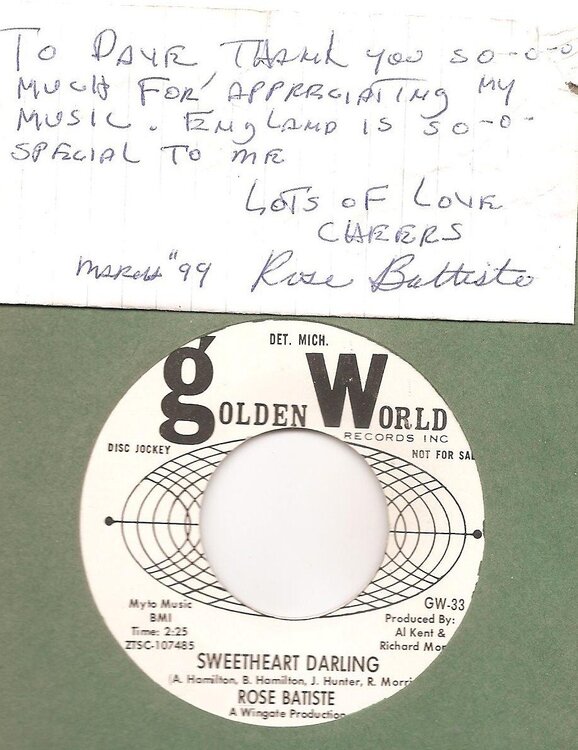 TO DAVE, THANK YOU SO-O-O
MUCH FOR APPRECIATING MY
MUSIC. ENGLAND IS SO-O-
SPECIAL TO ME
LOTS OF LOVE
CHEERS
MARCH "99 Rose Battiste
DET. MICH.
gOLDEN WORLD
RECORDS INC
DISC JOCKEY
NOT FOR SAL
Myto Music
BMI
Time: 2:25
ZTSC-107485
GW-33
Produced By:
Al Kent &
Richard Mor
SWEETHEART DARLING
(A. Hamilton, B. Hamilton, J. Hunter, R. Morri
ROSE BATISTE
A Wingate Production